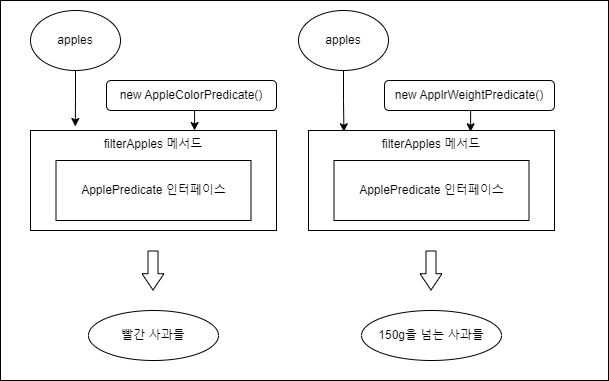 apples
apples
new AppleColorPredicate()
new ApplrWeightPredicate()
filterApples 메서드
filterApples 메서드
ApplePredicate 인터페이스
ApplePredicate 인터페이스
빨간 사과들
150g을 넘는 사과들